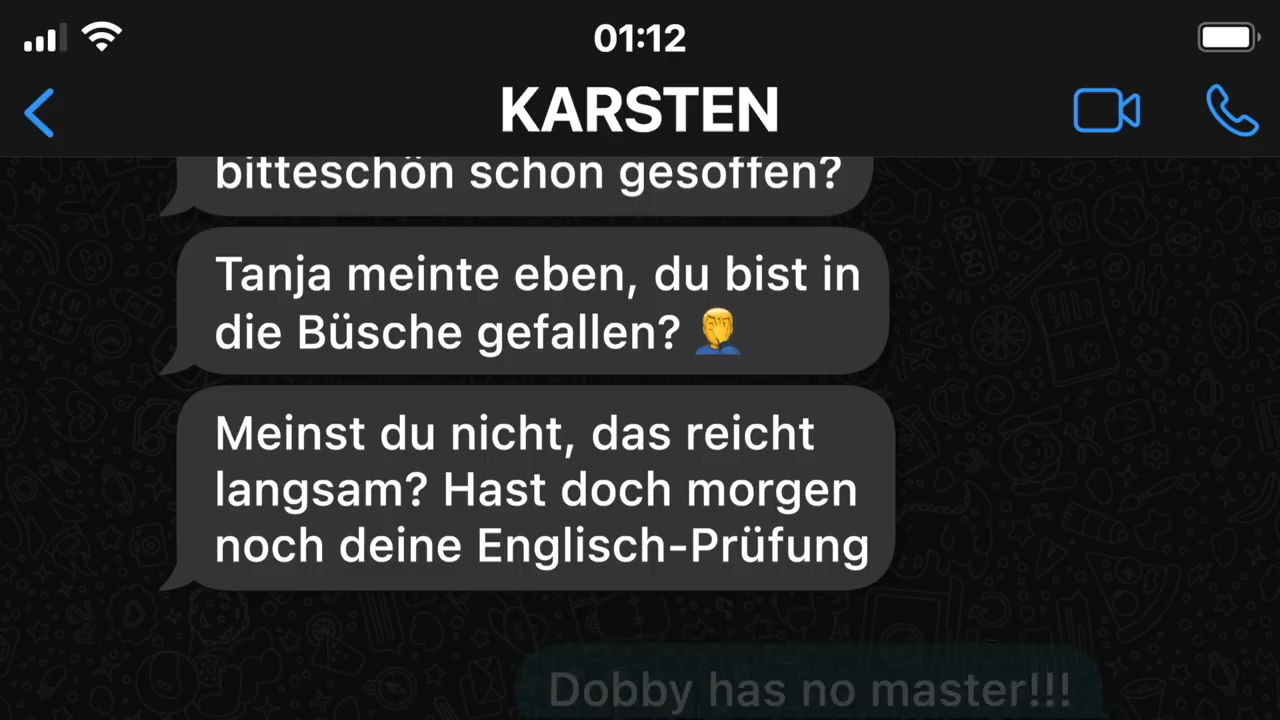 01:12
KARSTEN
bitteschön schon gesoffen?
Tanja meinte eben, du bist in
die Büsche gefallen? 🤦‍♂️
Meinst du nicht, das reicht
langsam? Hast doch morgen
noch deine Englisch-Prüfung
Dobby has no master!!!